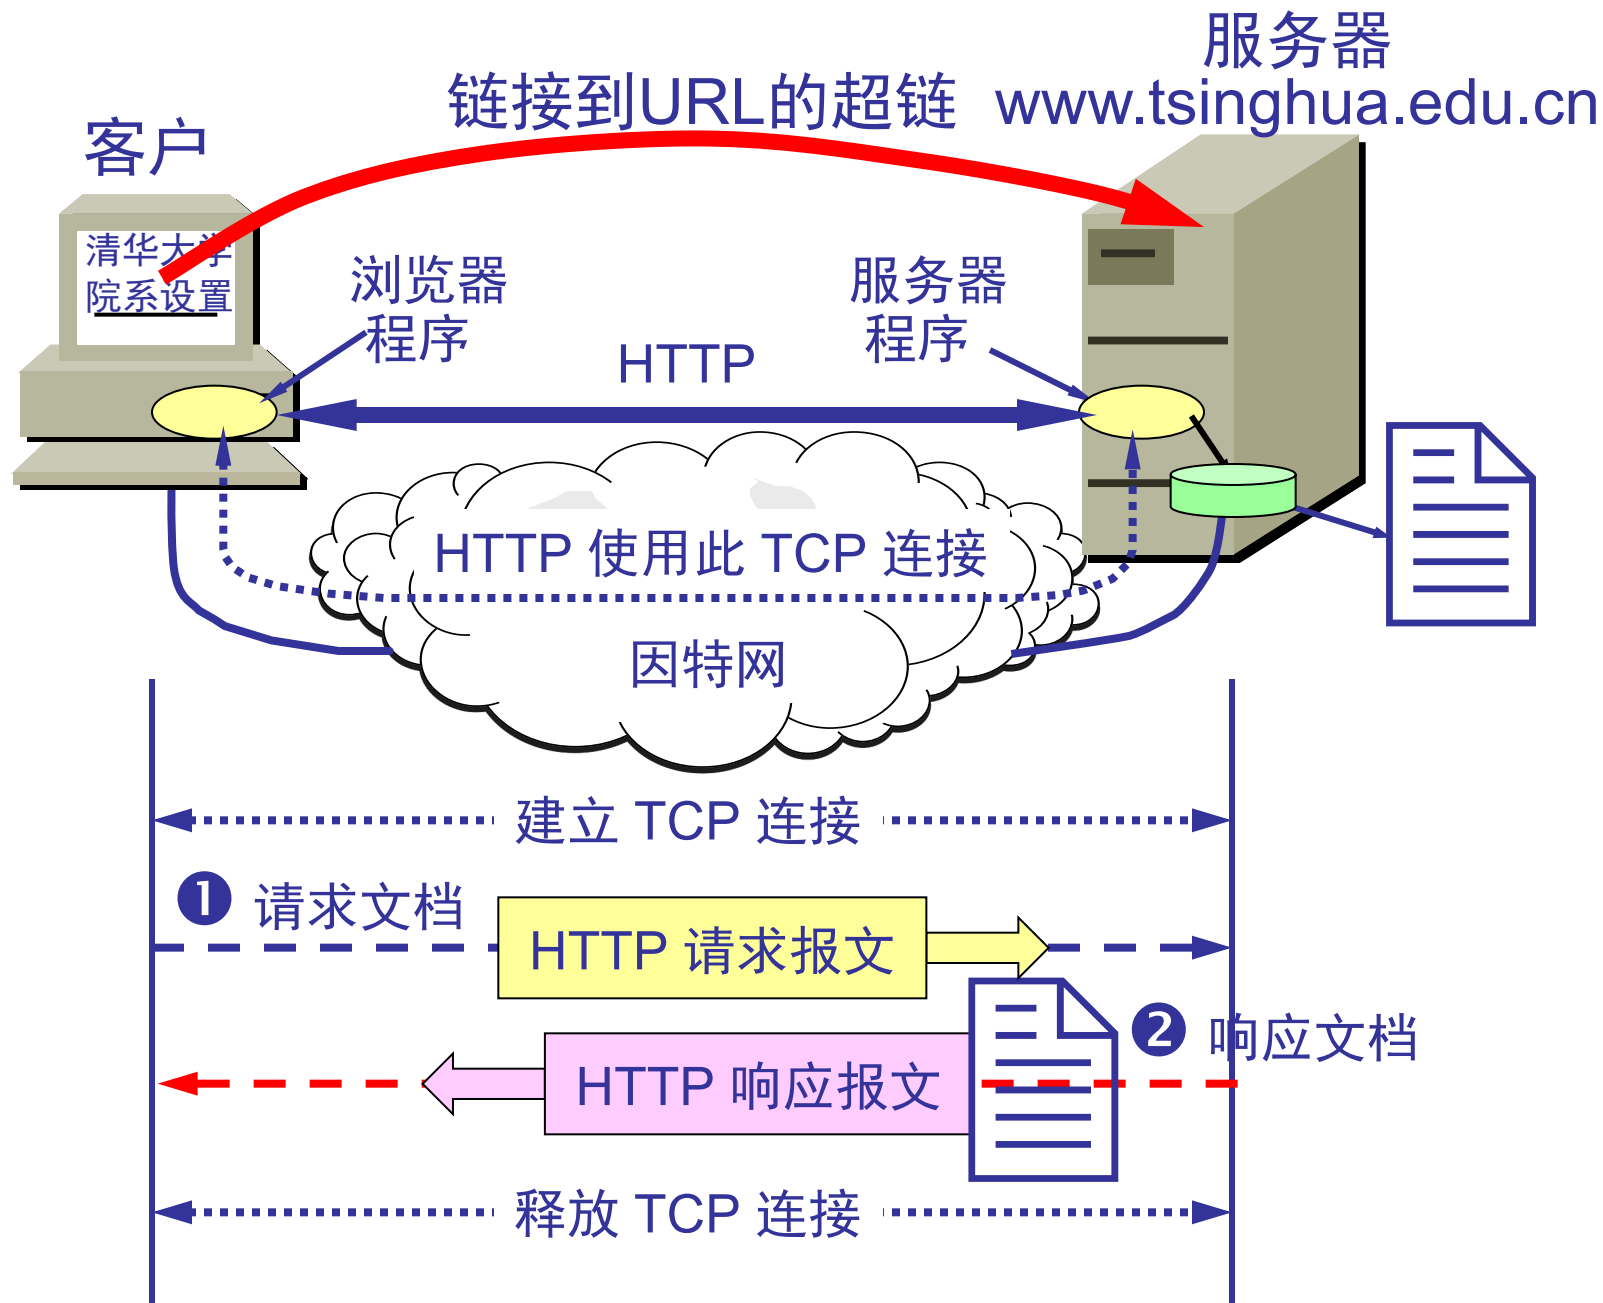 服务器
链接到URL的超链
www.tsinghua.edu.cn
客户
清华大学
院系设置
浏览器
程序
服务器
程序
HTTP
HTTP 使用此 TCP 连接
因特网
建立 TCP 连接
❶ 请求文档
HTTP 请求报文
❷ 响应文档
HTTP 响应报文
释放 TCP 连接